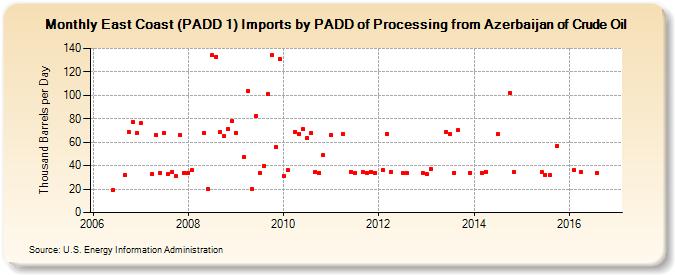 Monthly East Coast (PADD 1) Imports by PADD of Processing from Azerbaijan of Crude Oil
Thousand Barrels per Day
140
120
100
80
60
40
20
0
2006 2008 2010 2012 2014 2016
Source: U.S. Energy Information Administration